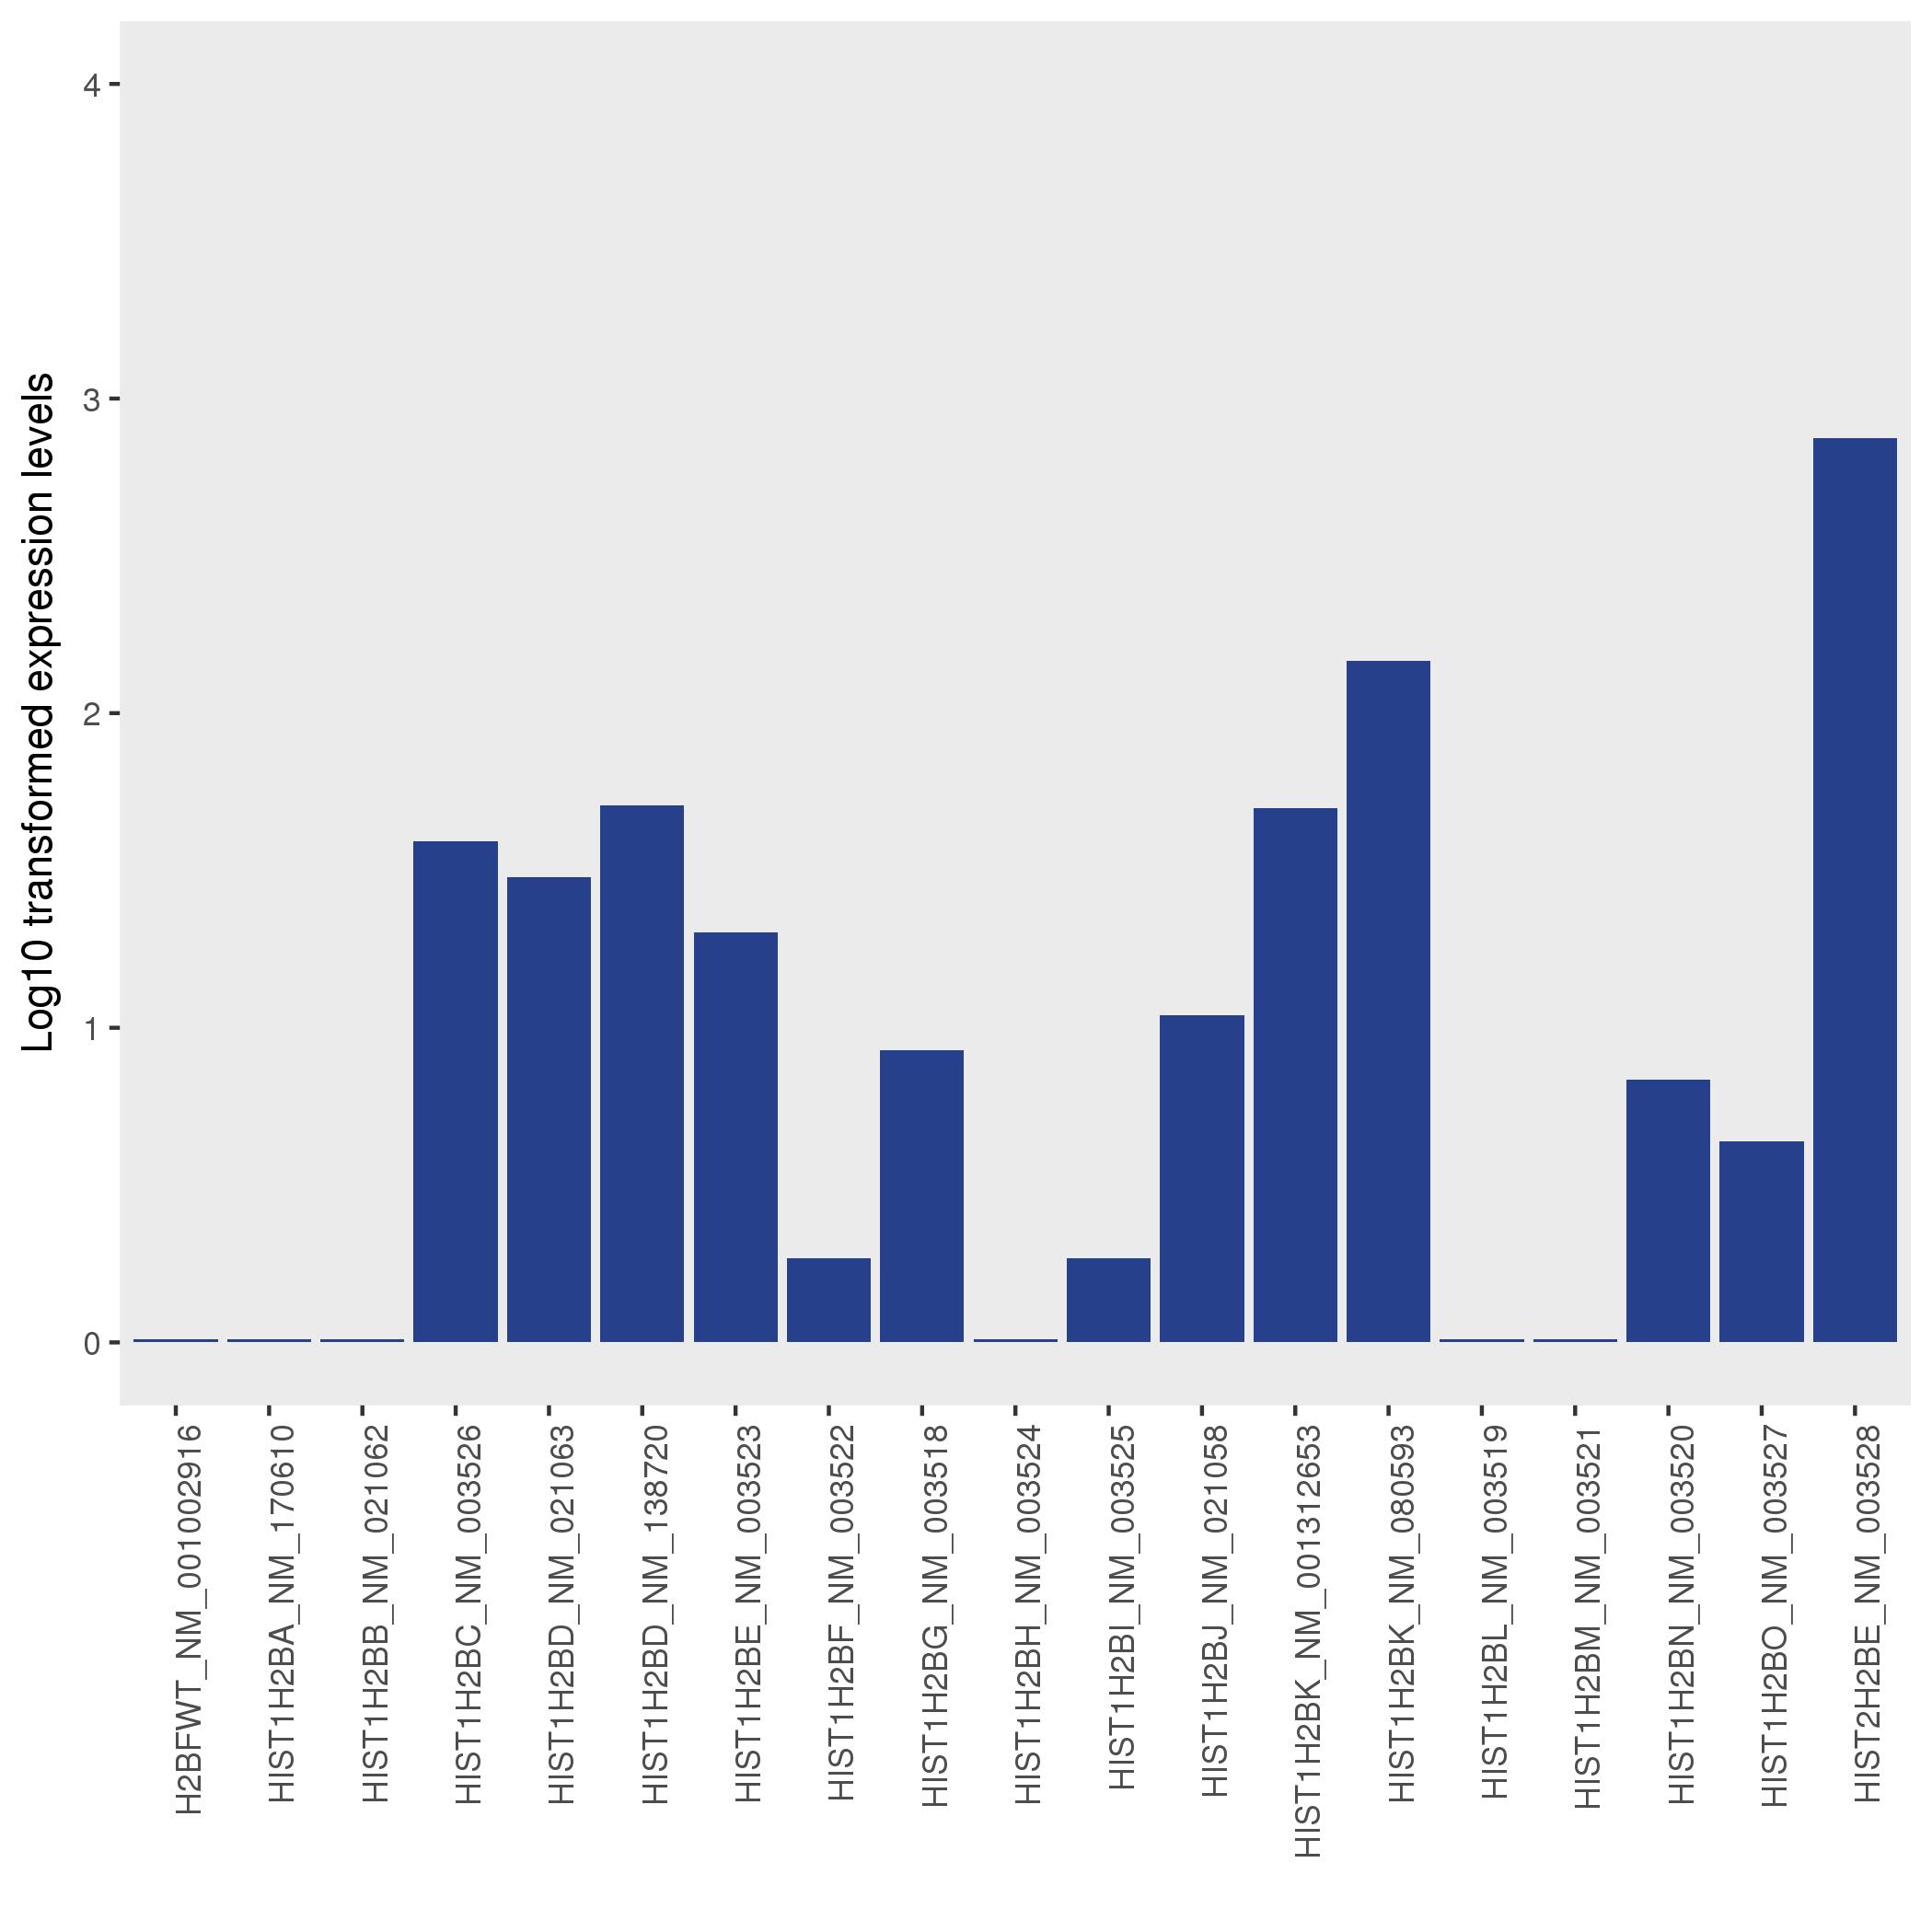 Log10 transformed expression levels
4
3
2
1
0
H2BFWT_NM_001002916
HIST1H2BA_NM_170610
HIST1H2BB_NM_021062
HIST1H2BC_NM_003526
HIST1H2BD_NM_021063
HIST1H2BD_NM_138720
HIST1H2BE_NM_003523
HIST1H2BF_NM_003522
HIST1H2BG_NM_003518
HIST1H2BH_NM_003524
HIST1H2BI_NM_003525
HIST1H2BJ_NM_021058
HIST1H2BK_NM_001312653
HIST1H2BK_NM_080593
HIST1H2BL_NM_003519
HIST1H2BM_NM_003521
HIST1H2BN_NM_003520
HIST1H2BO_NM_003527
HIST2H2BE_NM_003528